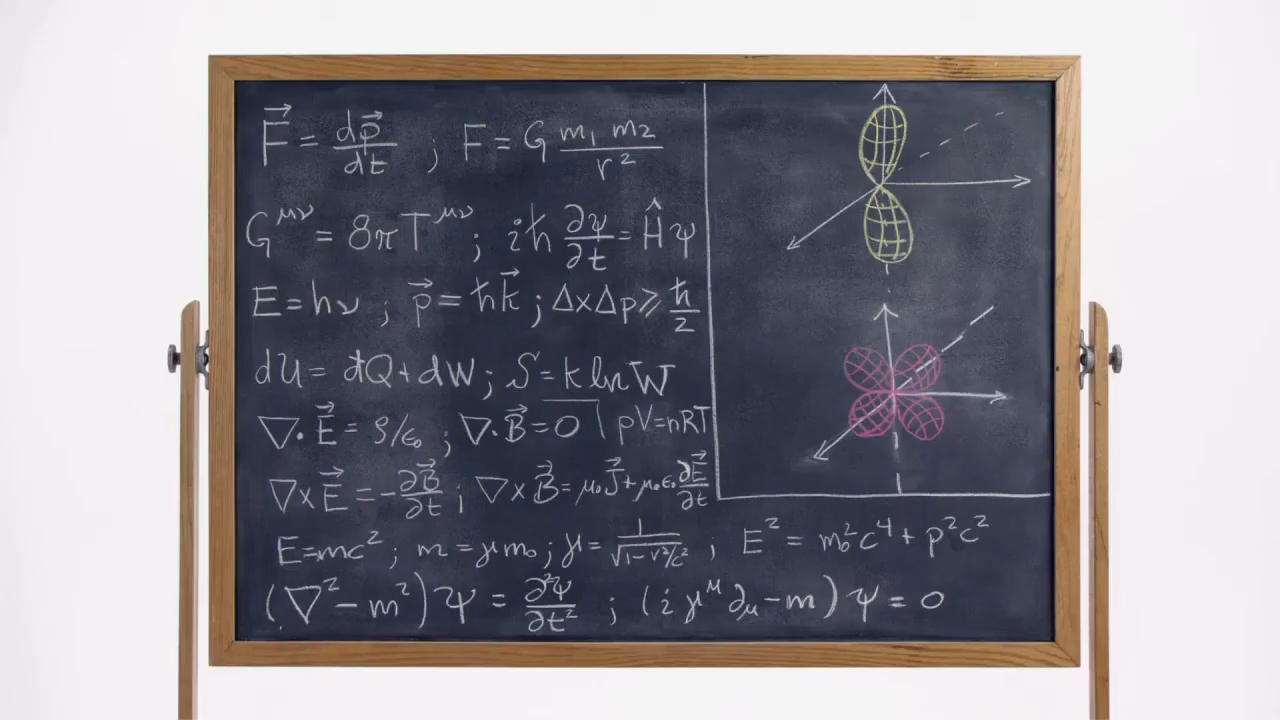 F⃗ = dp⃗/dt ; F = G m₁ m₂/r²
G^μν = 8πT^μν ; iħ ∂ψ/∂t = Ĥψ
E = hν ; p⃗ = ħk⃗ ; ΔxΔp ⩾ ħ/2
dU = đQ + dW ; S = k ln W
∇·E⃗ = ρ/ε₀ ; ∇·B⃗ = 0 pV = nRT
∇×E⃗ = -∂B⃗/∂t ; ∇×B⃗ = μ₀J⃗ + μ₀ε₀ ∂E⃗/∂t
E = mc² ; m = γm₀ ; γ = 1/√(1-v²/c²) ; E² = m₀²c⁴ + p²c²
(∇² - m²)Ψ = ∂²Ψ/∂t² ; (iγ^μ ∂_μ - m)ψ = 0